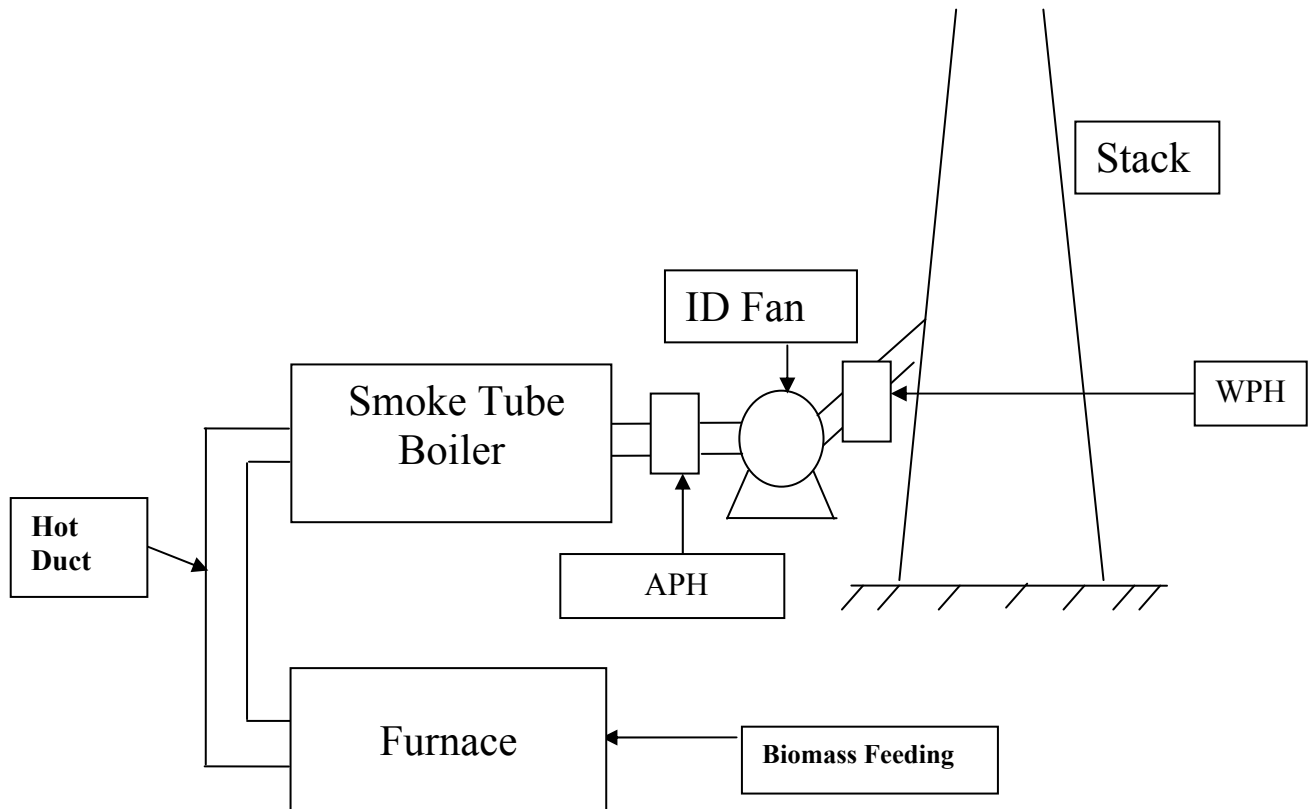 Stack
ID Fan
Smoke Tube
Boiler
WPH
Hot
Duct
APH
Furnace
Biomass Feeding